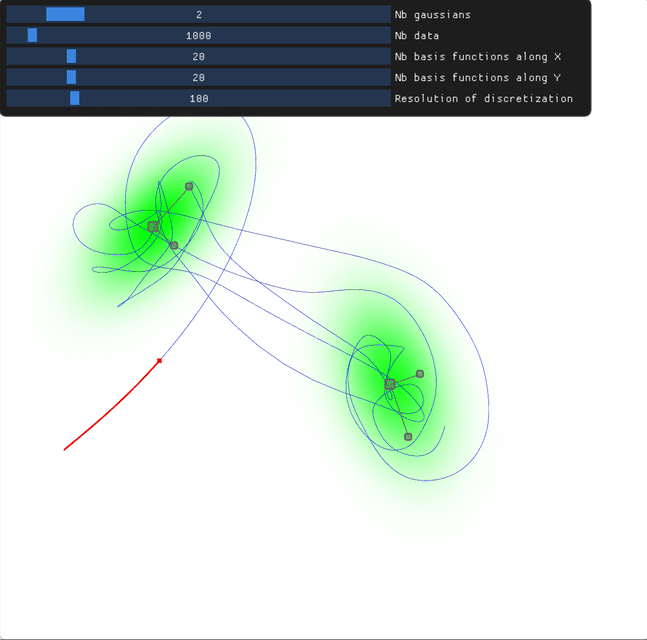 2 Nb gaussians
1000 Nb data
20 Nb basis functions along X
20 Nb basis functions along Y
100 Resolution of discretization